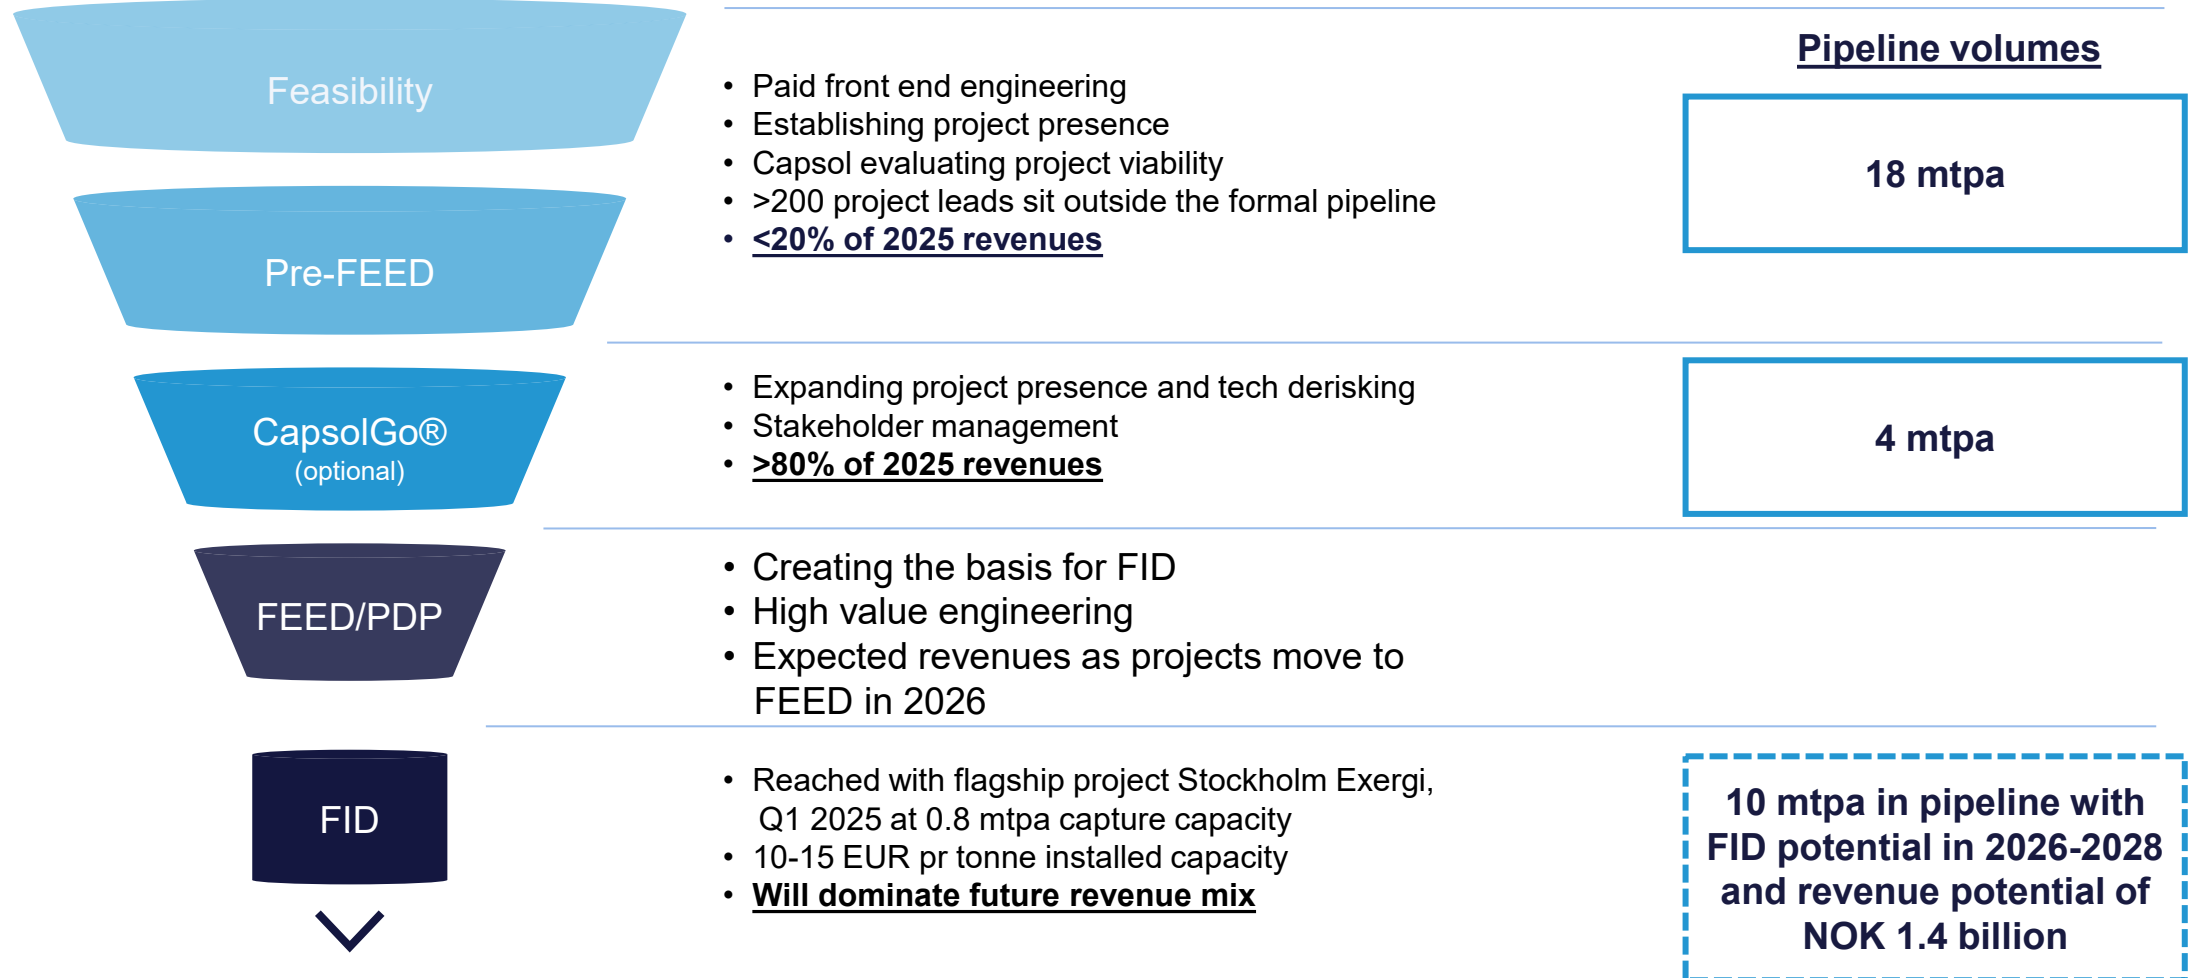 Pipeline volumes
Feasibility
Pre-FEED
• Paid front end engineering
• Establishing project presence
• Capsol evaluating project viability
• >200 project leads sit outside the formal pipeline
• <20% of 2025 revenues
18 mtpa
CapsolGo®
(optional)
• Expanding project presence and tech derisking
• Stakeholder management
• >80% of 2025 revenues
4 mtpa
FEED/PDP
• Creating the basis for FID
• High value engineering
• Expected revenues as projects move to
FEED in 2026
FID
• Reached with flagship project Stockholm Exergi,
Q1 2025 at 0.8 mtpa capture capacity
• 10-15 EUR pr tonne installed capacity
• Will dominate future revenue mix
10 mtpa in pipeline with
FID potential in 2026-2028
and revenue potential of
NOK 1.4 billion